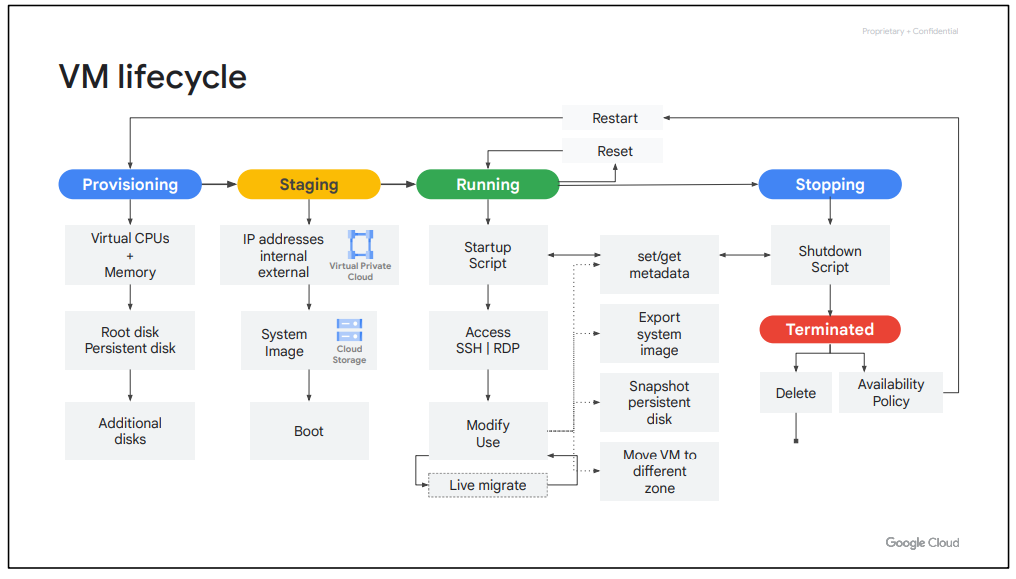 Proprietary + Confidential
VM lifecycle
Restart
Reset
Provisioning
Staging
Running
Stopping
Virtual CPUs
+
Memory
IP addresses
internal
external
Virtual Private
Cloud
Startup
Script
set/get
metadata
Shutdown
Script
Root disk
Persistent disk
System
Image
Cloud
Storage
Access
SSH | RDP
Export
system
image
Terminated
Additional
disks
Boot
Modify
Use
Snapshot
persistent
disk
Delete
Availability
Policy
Live migrate
Move VM to
different
zone
Google Cloud